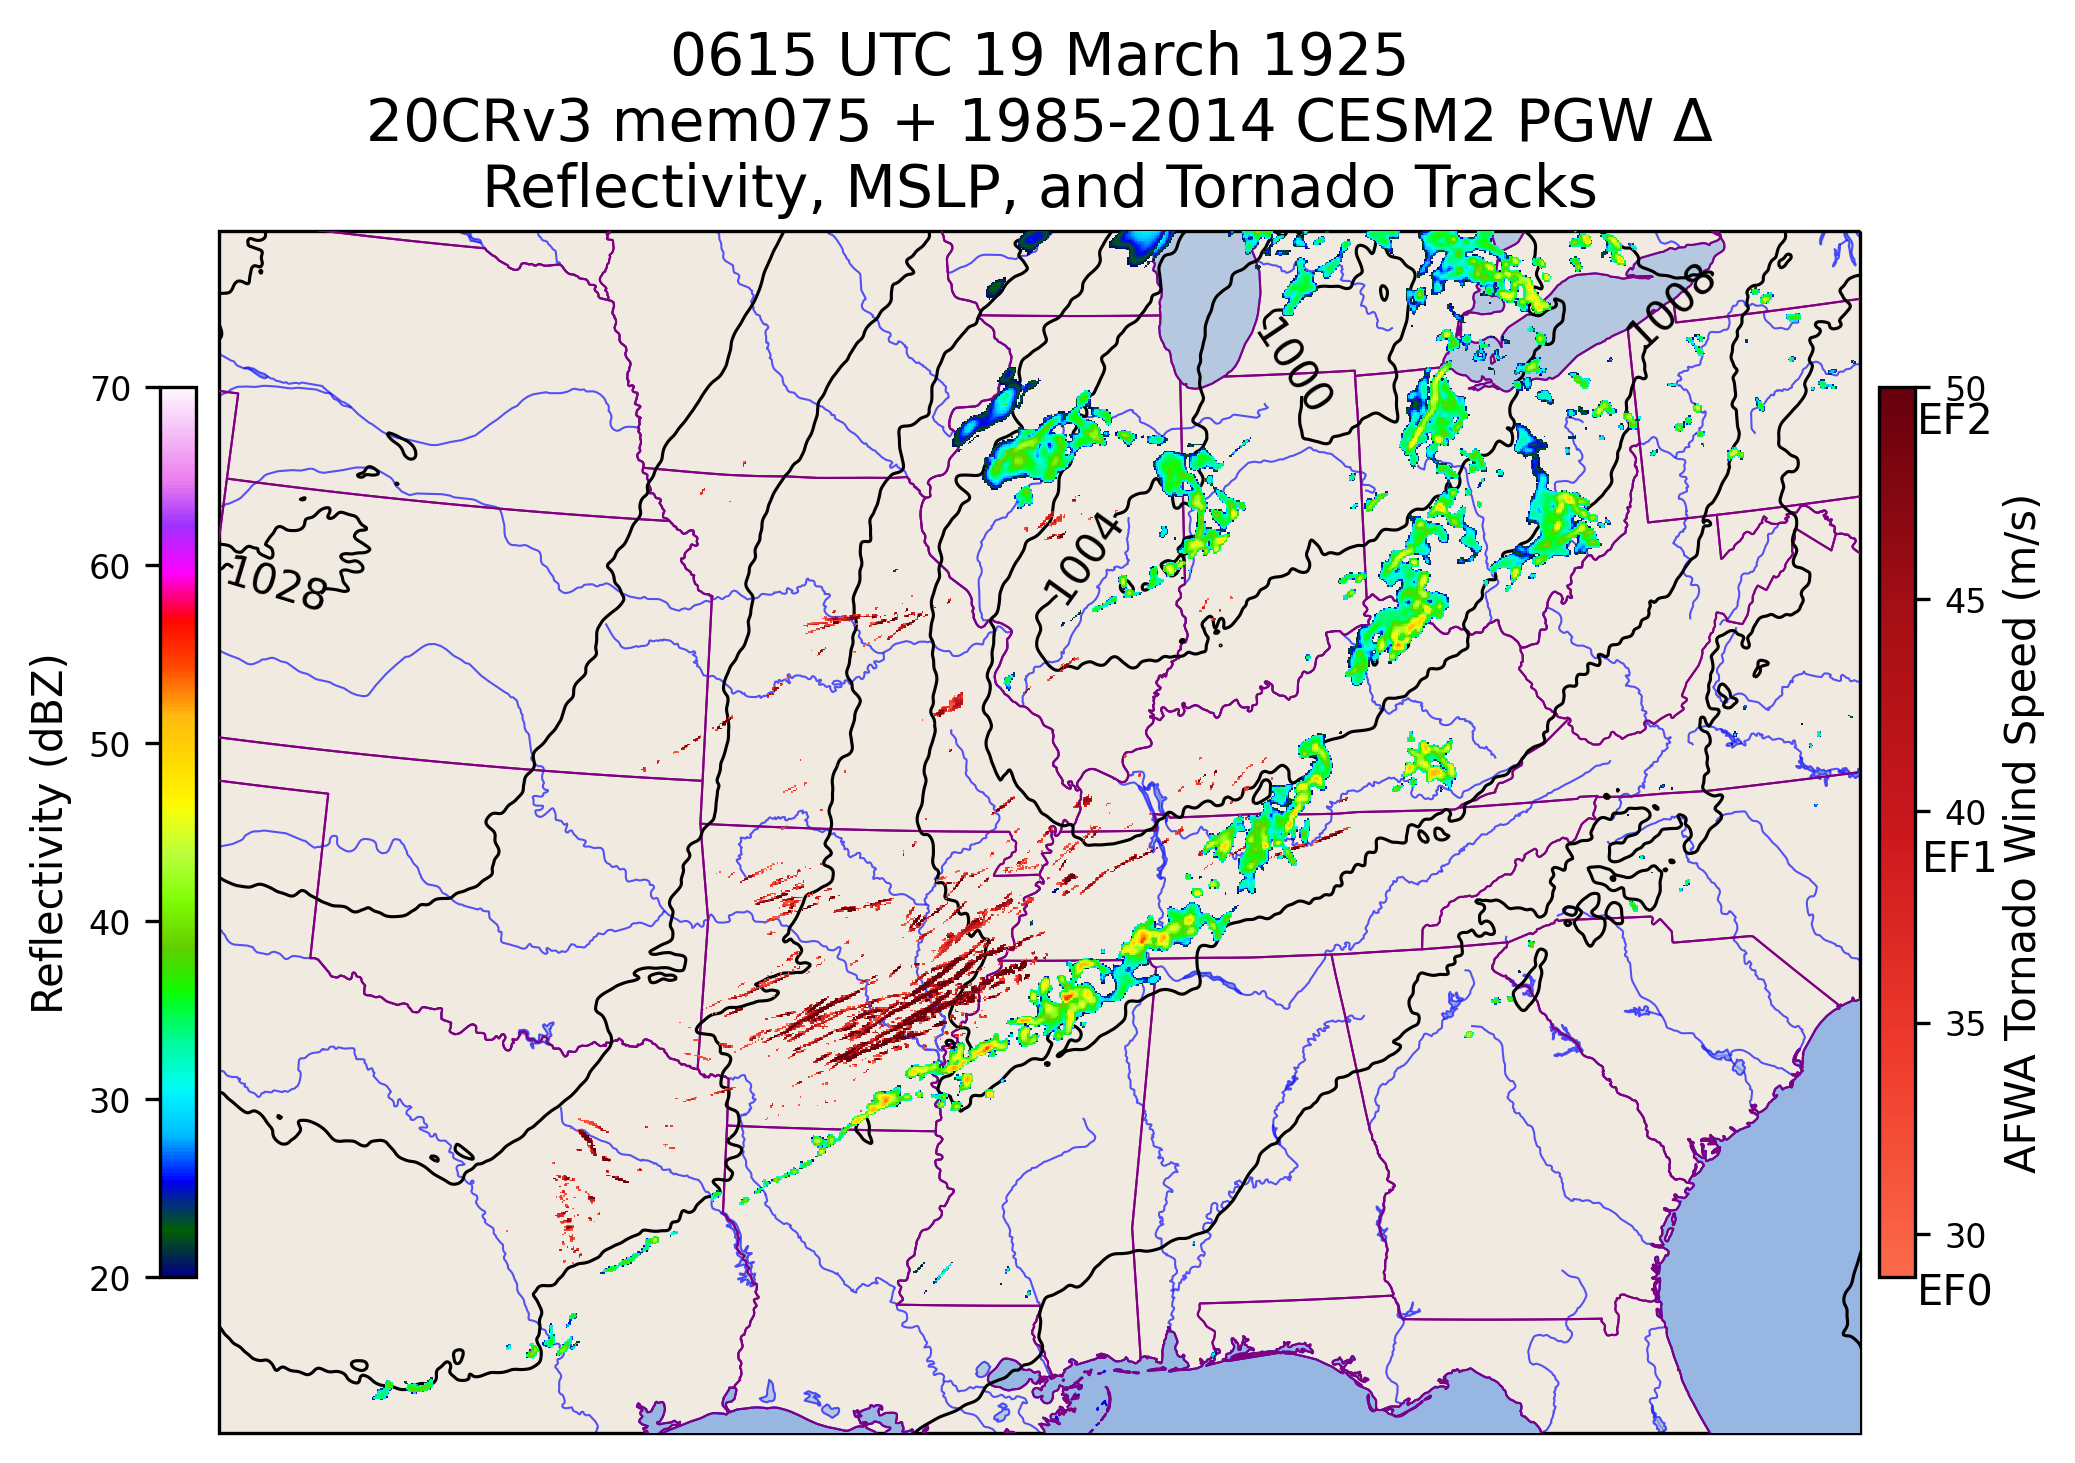 0615 UTC 19 March 1925
20CRv3 mem075 + 1985-2014 CESM2 PGW Δ
Reflectivity, MSLP, and Tornado Tracks
1008
1000
1004
1028
70
60
50
40
30
20
Reflectivity (dBZ)
50
EF2
45
40
EF1
35
30
EF0
AFWA Tornado Wind Speed (m/s)